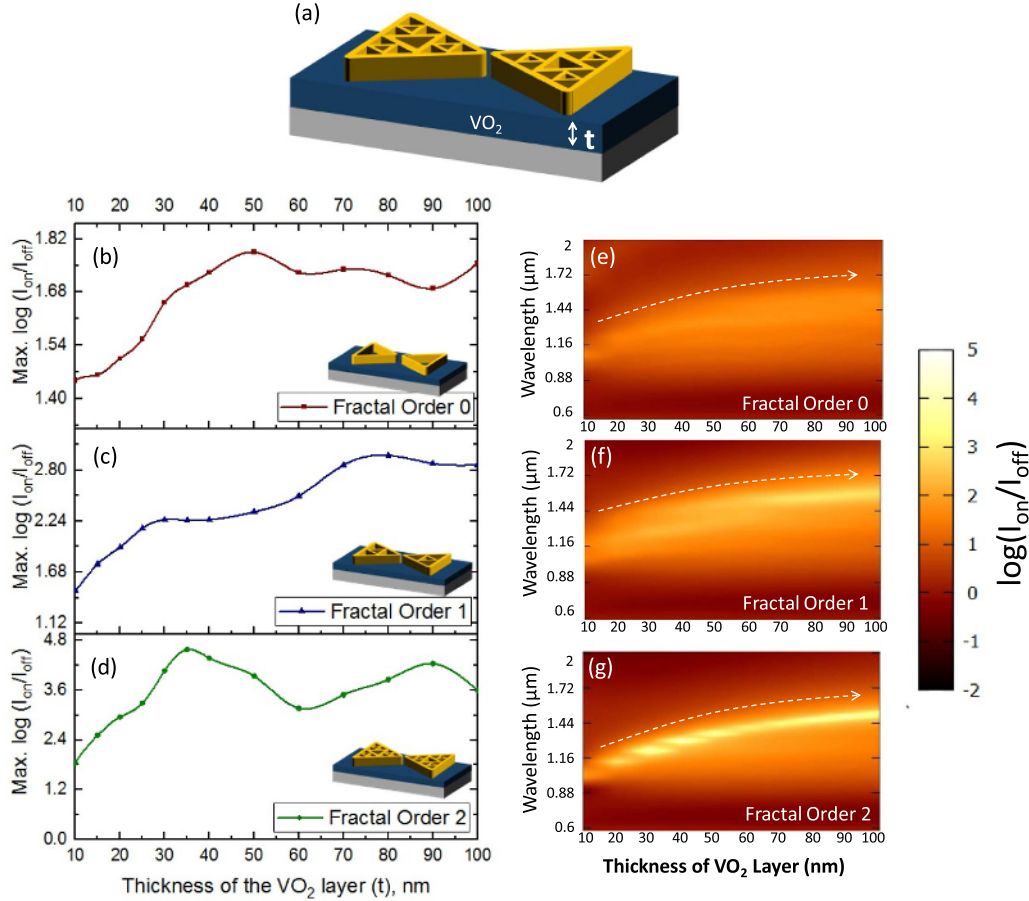 (a)
VO₂
t
10 20 30 40 50 60 70 80 90 100
Max. log (I_on/I_off)
1.82
1.68
1.54
1.40
(b)
Fractal Order 0
Max. log (I_on/I_off)
2.80
2.24
1.68
1.12
(c)
Fractal Order 1
Max. log (I_on/I_off)
4.8
3.6
2.4
1.2
0.0
(d)
Fractal Order 2
10 20 30 40 50 60 70 80 90 100
Thickness of the VO₂ layer (t), nm
(e)
Wavelength (µm)
2
1.72
1.44
1.16
0.88
0.6
Fractal Order 0
10 20 30 40 50 60 70 80 90 100
(f)
Wavelength (µm)
2
1.72
1.44
1.16
0.88
0.6
Fractal Order 1
10 20 30 40 50 60 70 80 90 100
(g)
Wavelength (µm)
2
1.72
1.44
1.16
0.88
0.6
Fractal Order 2
10 20 30 40 50 60 70 80 90 100
Thickness of VO₂ Layer (nm)
5
4
3
2
1
0
-1
-2
log(I_on/I_off)